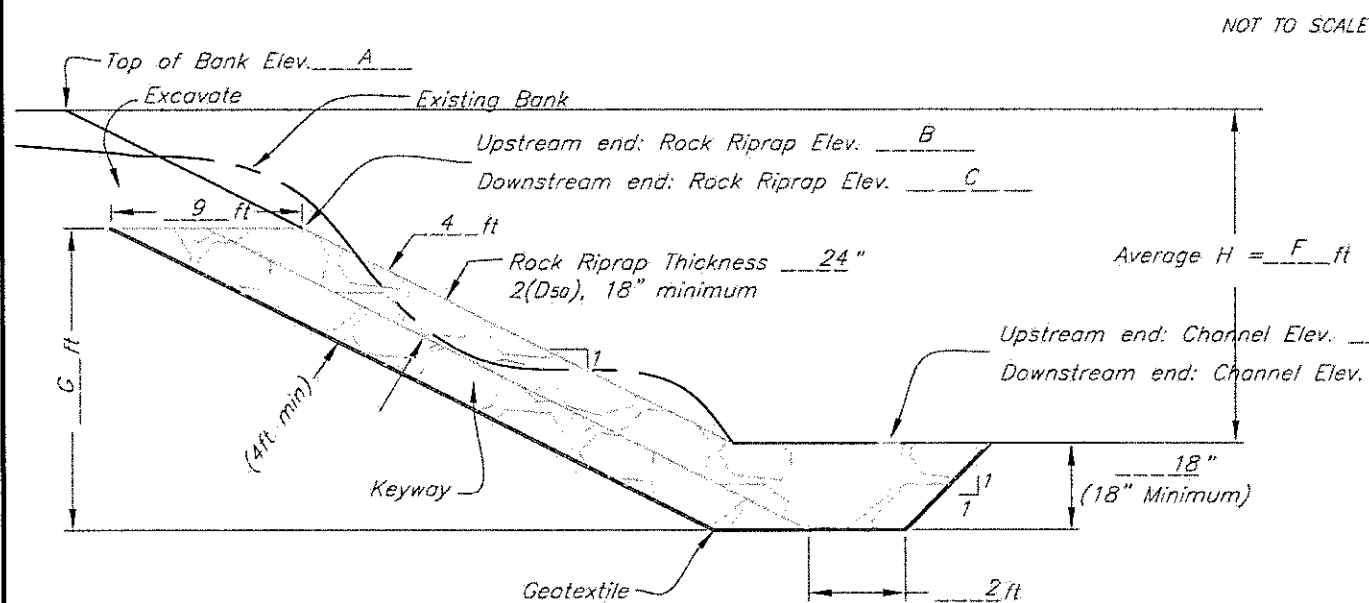 NOT TO SCALE
Top of Bank Elev. A
Excavate
Existing Bank
Upstream end: Rock Riprap Elev. B
Downstream end: Rock Riprap Elev. C
9 ft
4 ft
Rock Riprap Thickness 24"
2(D50), 18" minimum
Average H = F ft
Upstream end: Channel Elev.
Downstream end: Channel Elev.
1
G ft
(4ft min)
Keyway
1
1
18"
(18" Minimum)
Geotextile
2 ft